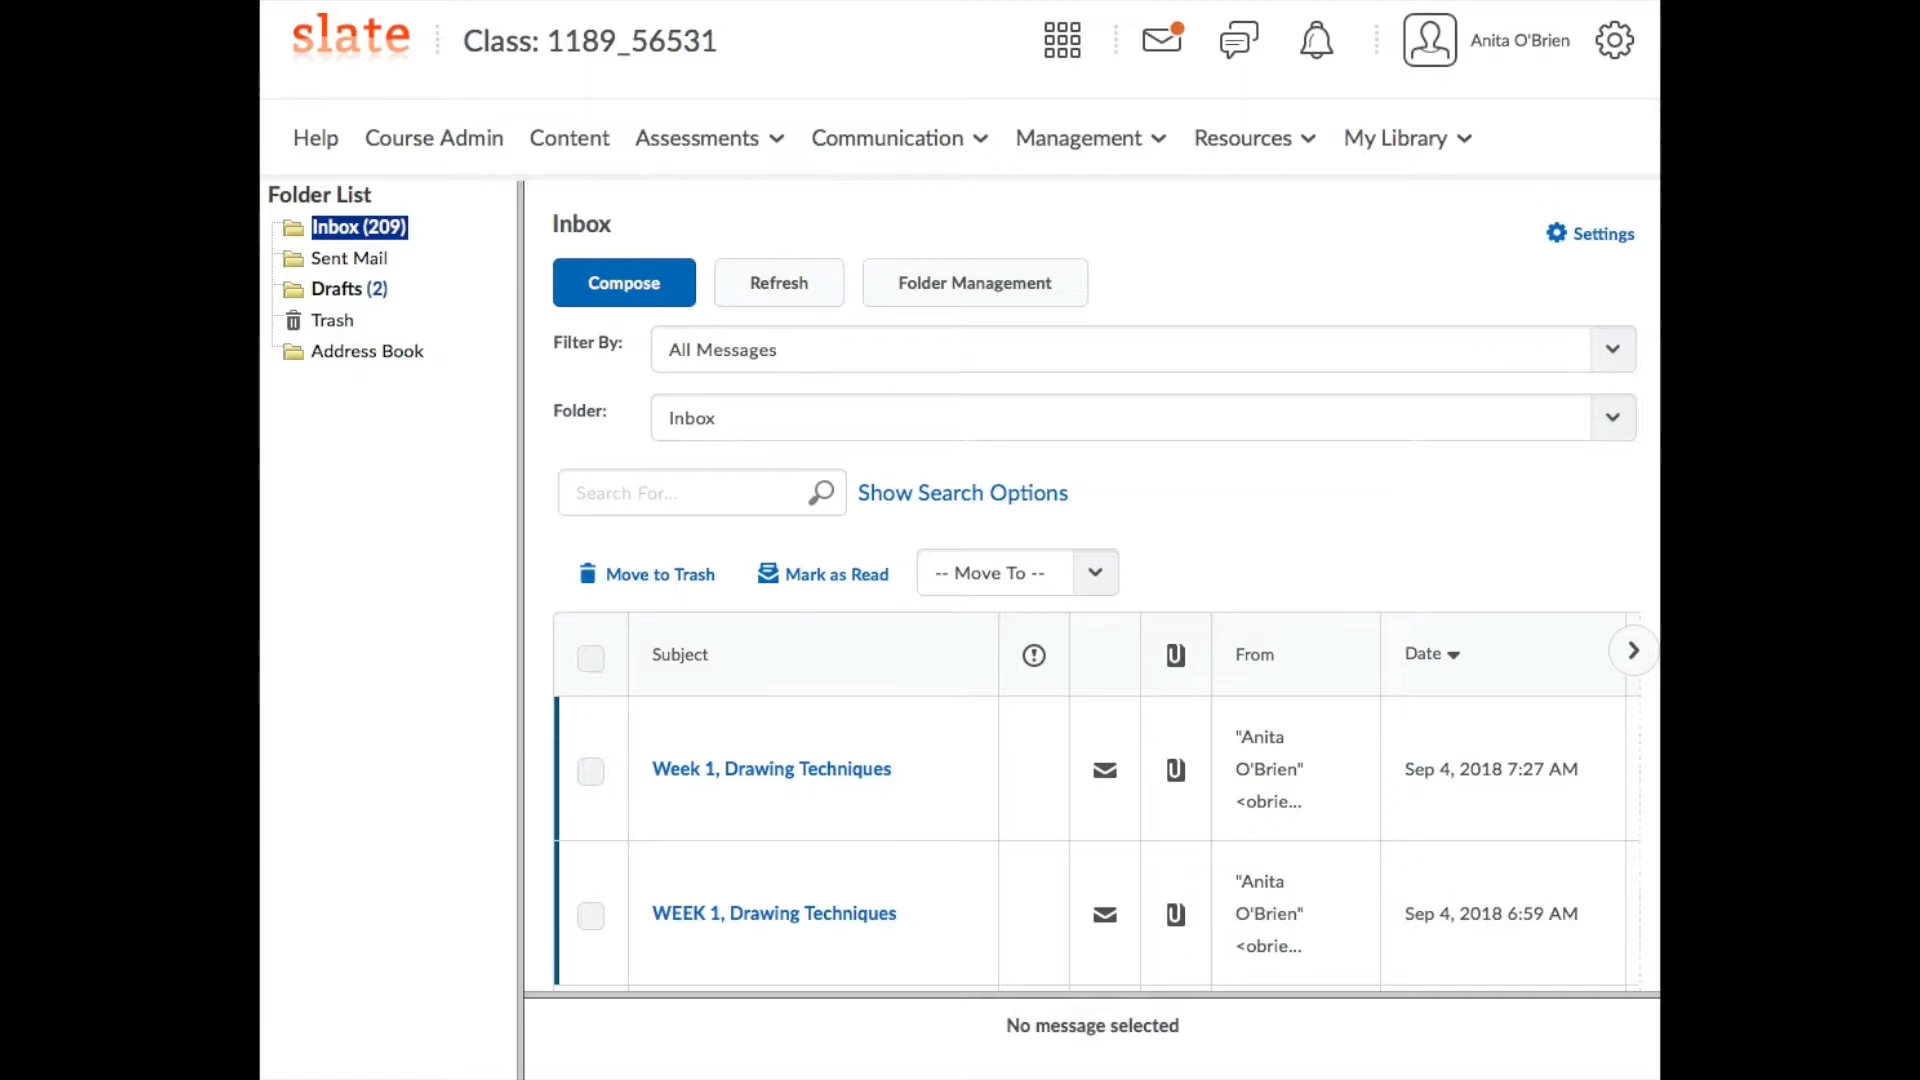 slate
Class: 1189_56531
Anita O'Brien
Help Course Admin Content Assessments Communication Management Resources My Library
Folder List
Inbox (209)
Sent Mail
Drafts (2)
Trash
Address Book
Inbox
Settings
Compose Refresh Folder Management
Filter By: All Messages
Folder: Inbox
Search For... Show Search Options
Move to Trash Mark as Read -- Move To --
Subject From Date
Week 1, Drawing Techniques "Anita
O'Brien" Sep 4, 2018 7:27 AM
<obrie...
WEEK 1, Drawing Techniques "Anita
O'Brien" Sep 4, 2018 6:59 AM
<obrie...
No message selected